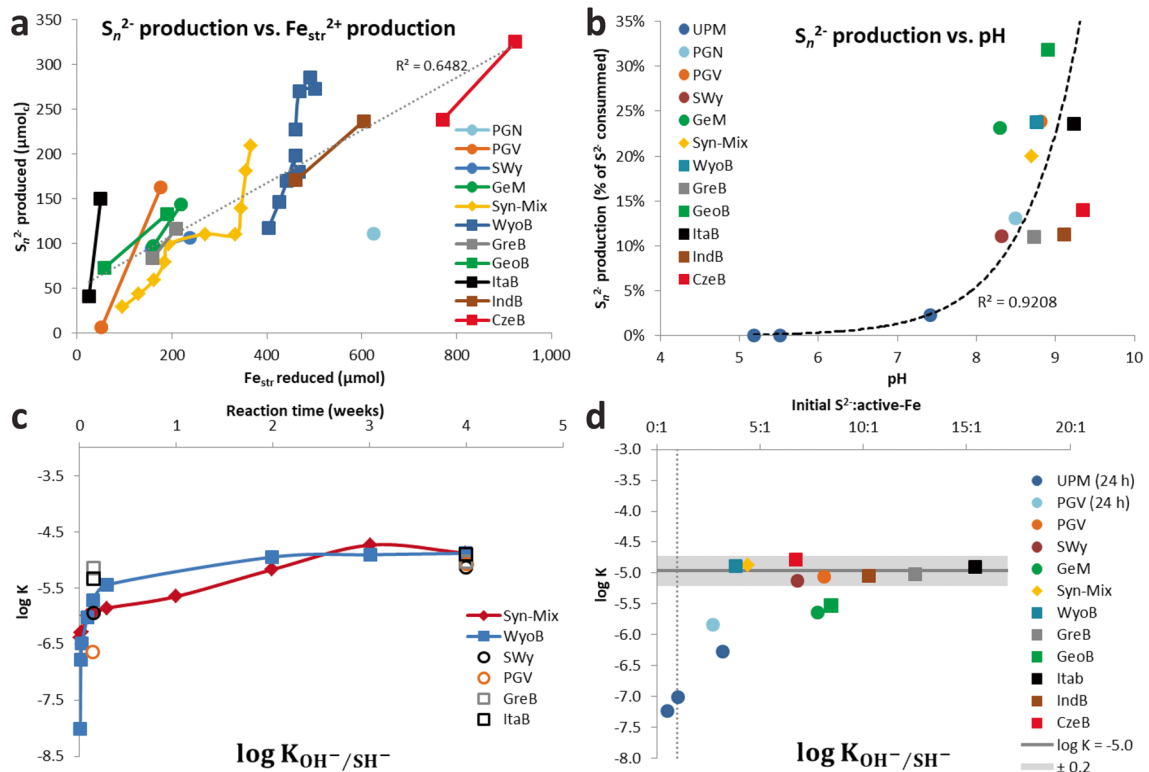 a
Sn2- production vs. Festr2+ production
350
300
250
200
150
100
50
0
Sn2- produced (µmol)
0
200
400
600
800
1,000
Festr reduced (µmol)
R² = 0.6482
PGN
PGV
SWy
GeM
Syn-Mix
WyoB
GreB
GeoB
ItaB
IndB
CzeB
b
Sn2- production vs. pH
35%
30%
25%
20%
15%
10%
5%
0%
Sn2- production (% of S2- consummed)
4
5
6
7
8
9
10
pH
R² = 0.9208
UPM
PGN
PGV
SWy
GeM
Syn-Mix
WyoB
GreB
GeoB
ItaB
IndB
CzeB
c
Reaction time (weeks)
0
1
2
3
4
5
-3.5
-4.5
-5.5
-6.5
-7.5
-8.5
log K
Syn-Mix
WyoB
SWy
PGV
GreB
ItaB
log KOH−/SH−
d
Initial S2-:active-Fe
0:1
5:1
10:1
15:1
20:1
-3.0
-3.5
-4.0
-4.5
-5.0
-5.5
-6.0
-6.5
-7.0
-7.5
-8.0
log K
UPM (24 h)
PGV (24 h)
PGV
SWy
GeM
Syn-Mix
WyoB
GreB
GeoB
Itab
IndB
CzeB
log K = -5.0
± 0.2
log KOH−/SH−